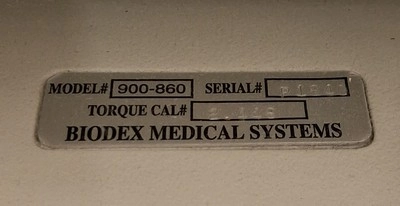 MODEL# 900-860 SERIAL#
TORQUE CAL#
BIODEX MEDICAL SYSTEMS